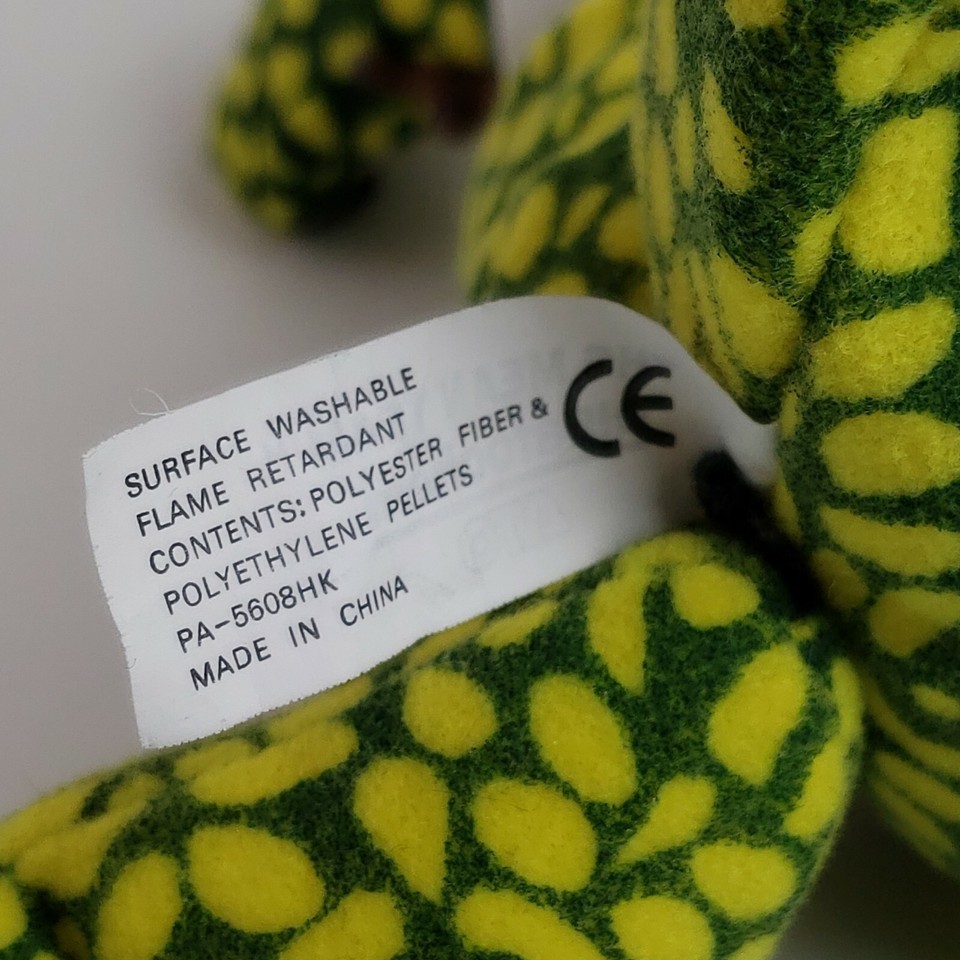 SURFACE WASHABLE
FLAME RETARDANT
CONTENTS: POLYESTER FIBER &
POLYETHYLENE PELLETS
PA-5608HK
MADE IN CHINA
CE